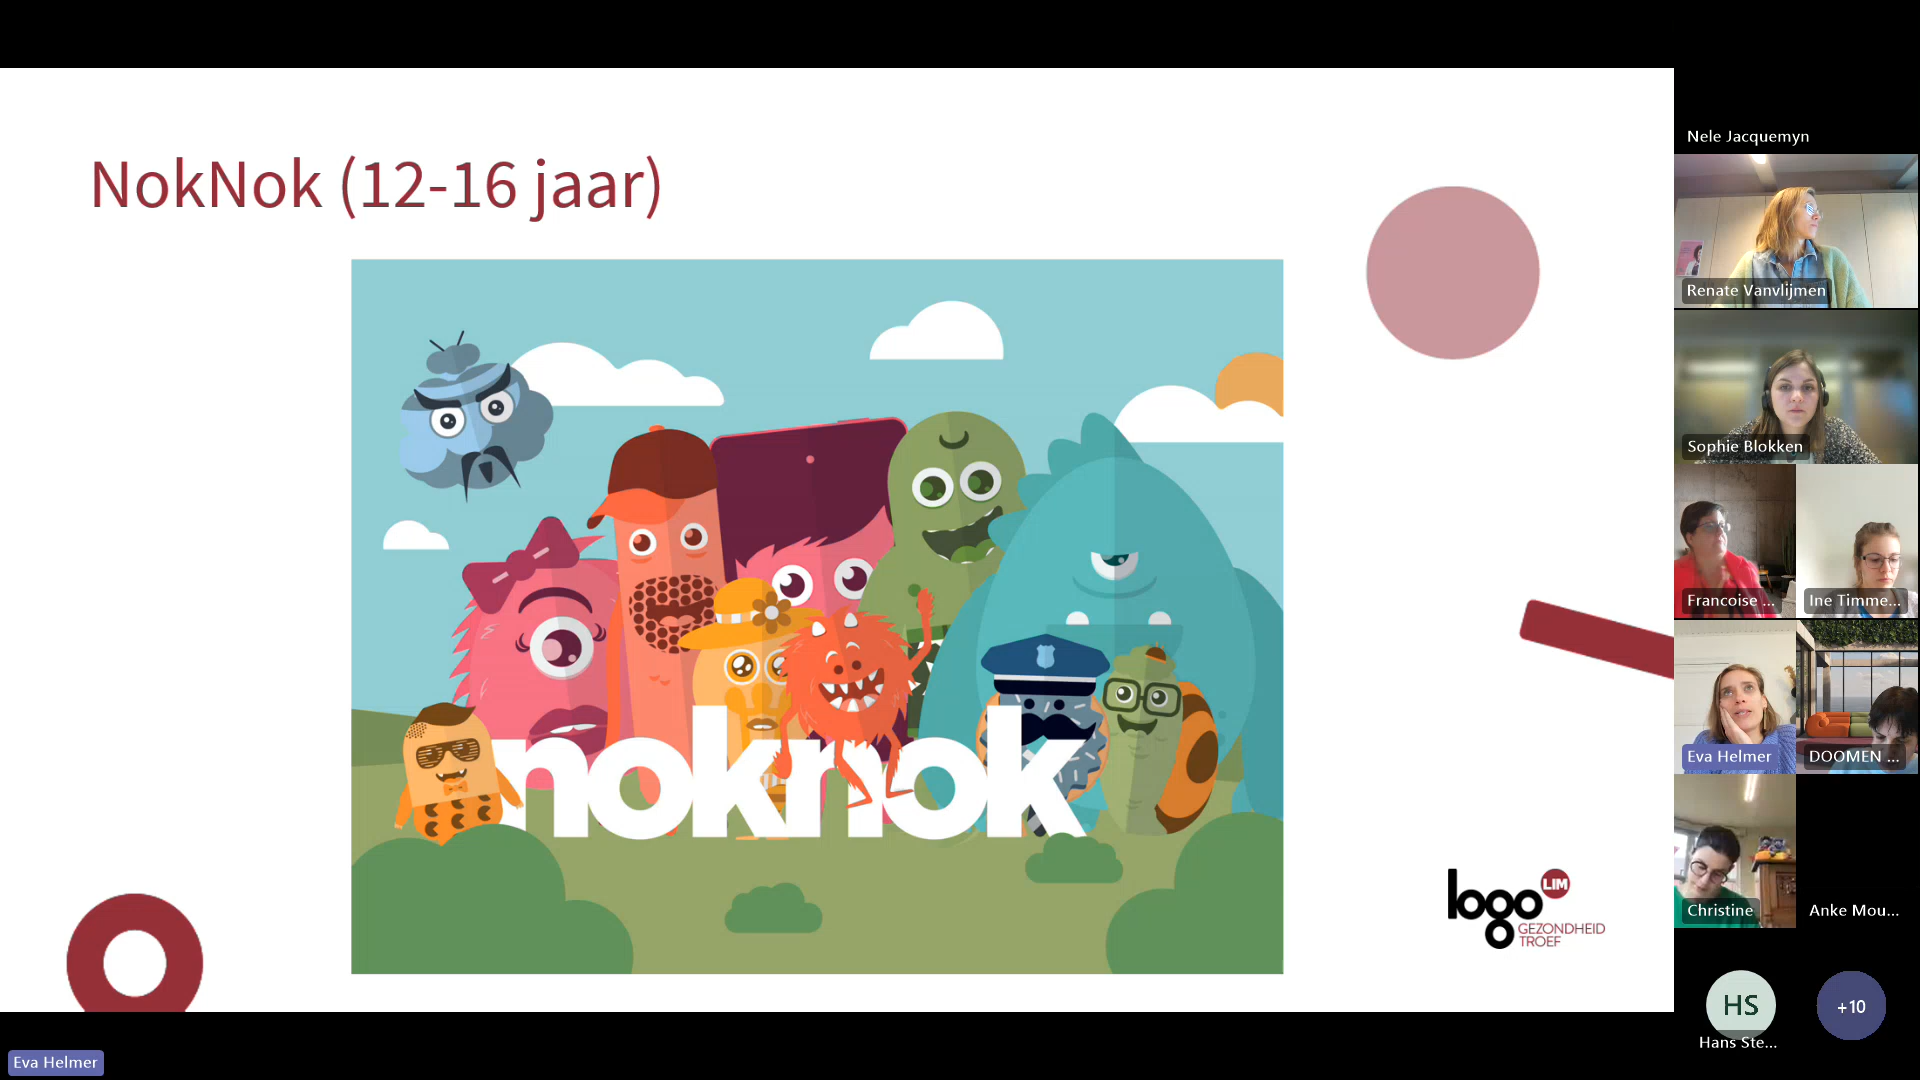 NokNok (12-16 jaar)
noknok
logo
LIM
GEZONDHEID
TROEF
Nele Jacquemyn
Renate Vanvlijmen
Sophie Blokken
Francoise ...
Ine Timme...
Eva Helmer
DOOMEN ...
Christine
Anke Mou...
HS
Hans Ste...
+10
Eva Helmer